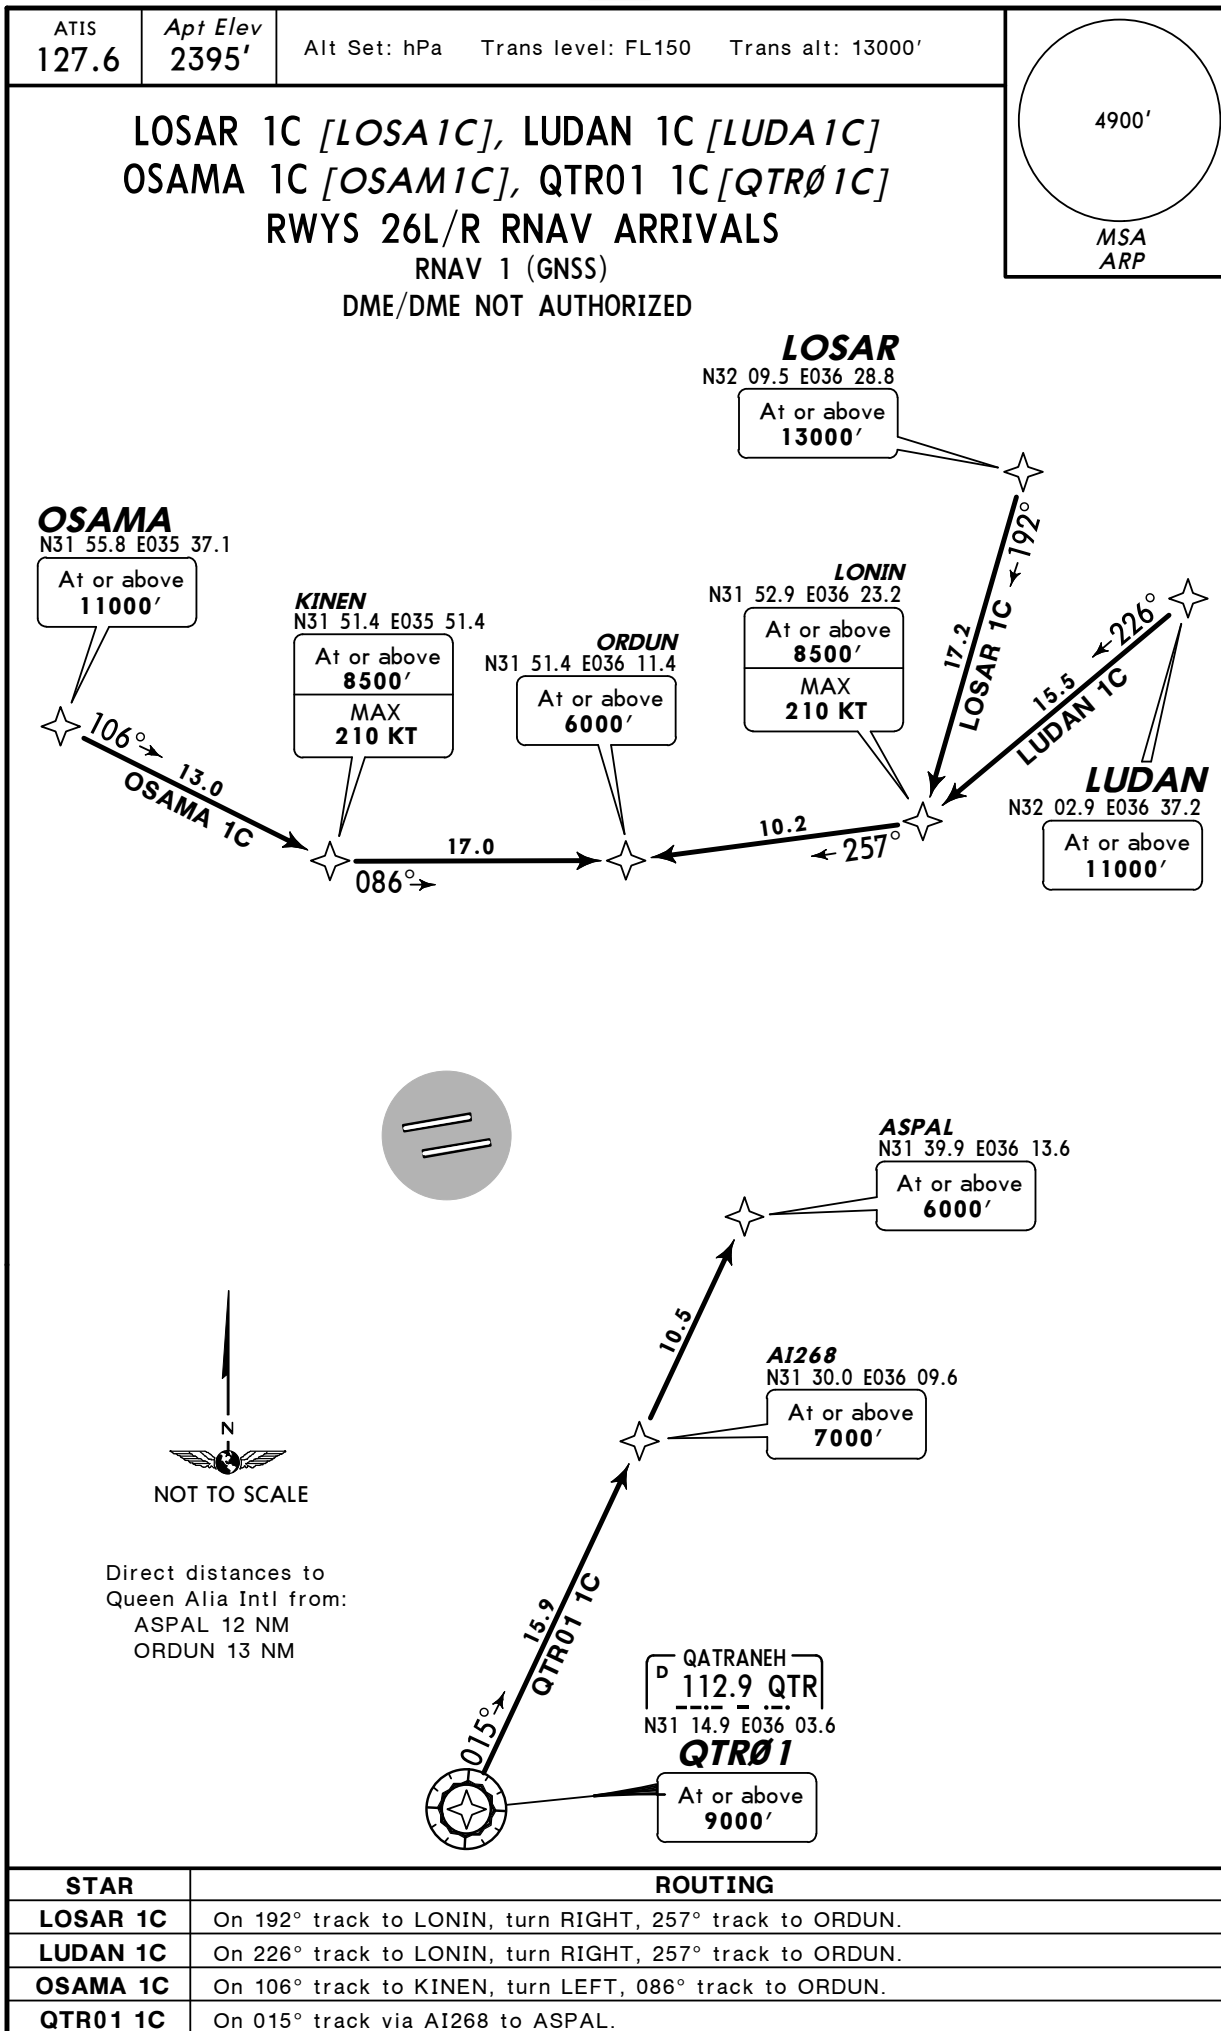 ATIS
127.6
Apt Elev
2395'
Alt Set: hPa Trans level: FL150 Trans alt: 13000'
4900'
MSA
ARP
LOSAR 1C [LOSA1C], LUDAN 1C [LUDA1C]
OSAMA 1C [OSAM1C], QTR01 1C [QTRØ1C]
RWYS 26L/R RNAV ARRIVALS
RNAV 1 (GNSS)
DME/DME NOT AUTHORIZED
LOSAR
N32 09.5 E036 28.8
At or above
13000'
OSAMA
N31 55.8 E035 37.1
At or above
11000'
KINEN
N31 51.4 E035 51.4
At or above
8500'
MAX
210 KT
ORDUN
N31 51.4 E036 11.4
At or above
6000'
LONIN
N31 52.9 E036 23.2
At or above
8500'
MAX
210 KT
192°
17.2
LOSAR 1C
226°
15.5
LUDAN 1C
LUDAN
N32 02.9 E036 37.2
At or above
11000'
106°
13.0
OSAMA 1C
17.0
086°
10.2
257°
ASPAL
N31 39.9 E036 13.6
At or above
6000'
10.5
AI268
N31 30.0 E036 09.6
At or above
7000'
N
NOT TO SCALE
Direct distances to
Queen Alia Intl from:
ASPAL 12 NM
ORDUN 13 NM
15.9
QTR01 1C
015°
QATRANEH
D 112.9 QTR
N31 14.9 E036 03.6
QTRØ1
At or above
9000'
STAR ROUTING
LOSAR 1C On 192° track to LONIN, turn RIGHT, 257° track to ORDUN.
LUDAN 1C On 226° track to LONIN, turn RIGHT, 257° track to ORDUN.
OSAMA 1C On 106° track to KINEN, turn LEFT, 086° track to ORDUN.
QTR01 1C On 015° track via AI268 to ASPAL.